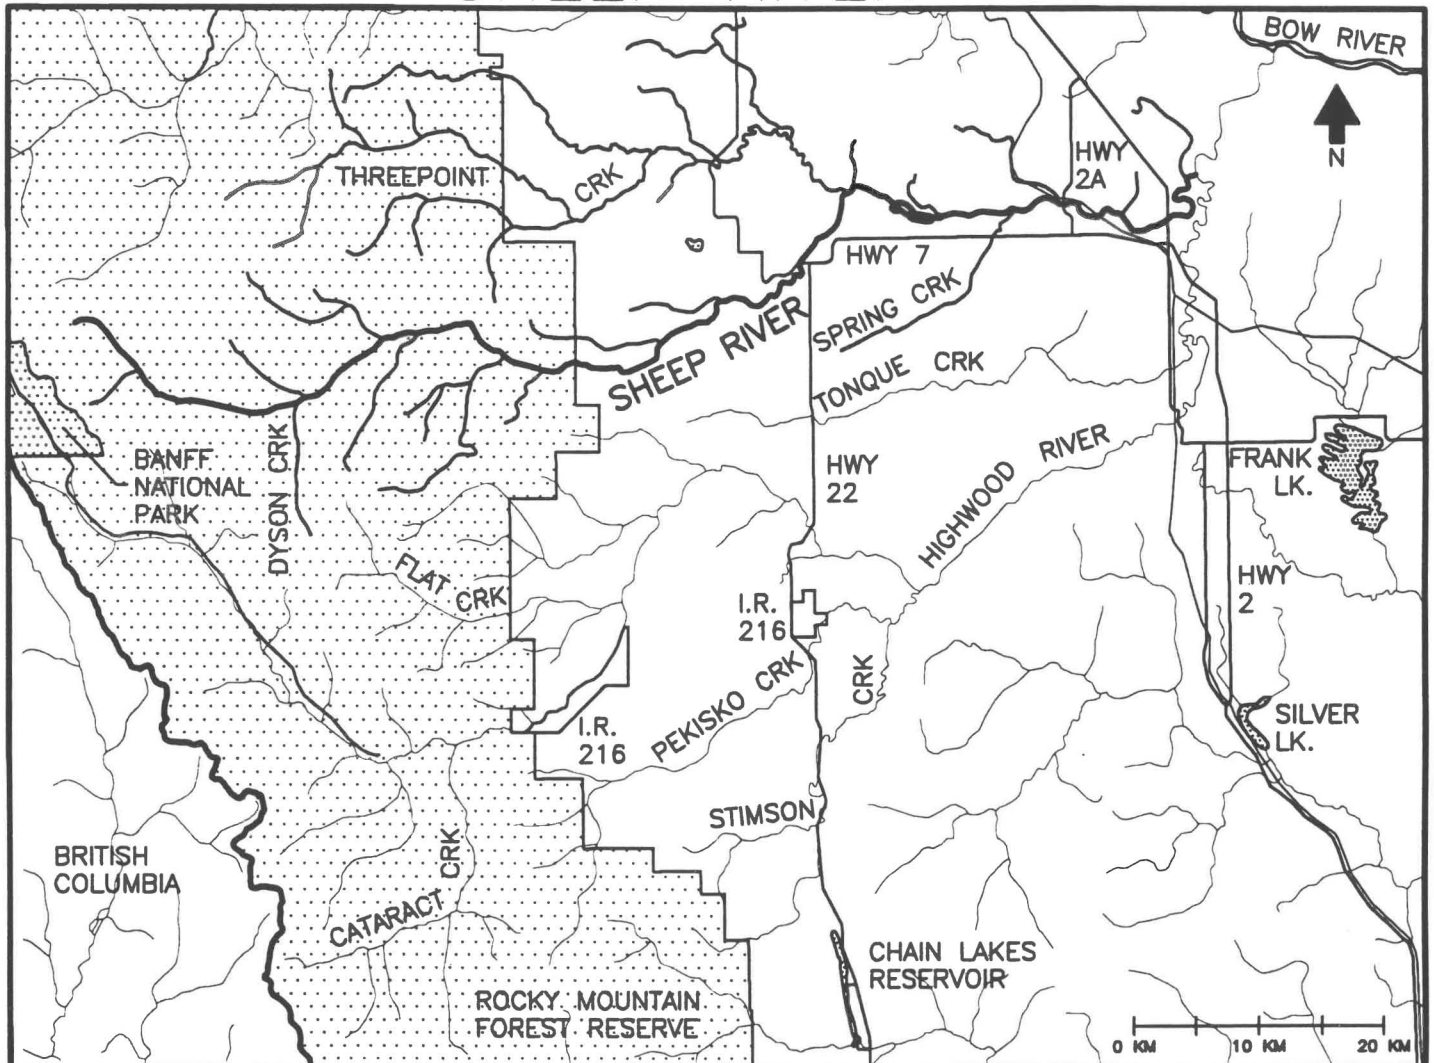 BOW RIVER
N
HWY
2A
THREEPOINT
CRK
HWY 7
SPRING CRK
SHEEP RIVER
TONQUE CRK
BANFF
NATIONAL
PARK
DYSON CRK
HWY
22
HIGHWOOD RIVER
FRANK
LK.
FLAT CRK
I.R.
216
HWY
2
PEKISKO CRK
CRK
I.R.
216
SILVER
LK.
STIMSON
CRK
BRITISH
COLUMBIA
CATARACT
CHAIN LAKES
RESERVOIR
ROCKY MOUNTAIN
FOREST RESERVE
0 KM 10 KM 20 KM